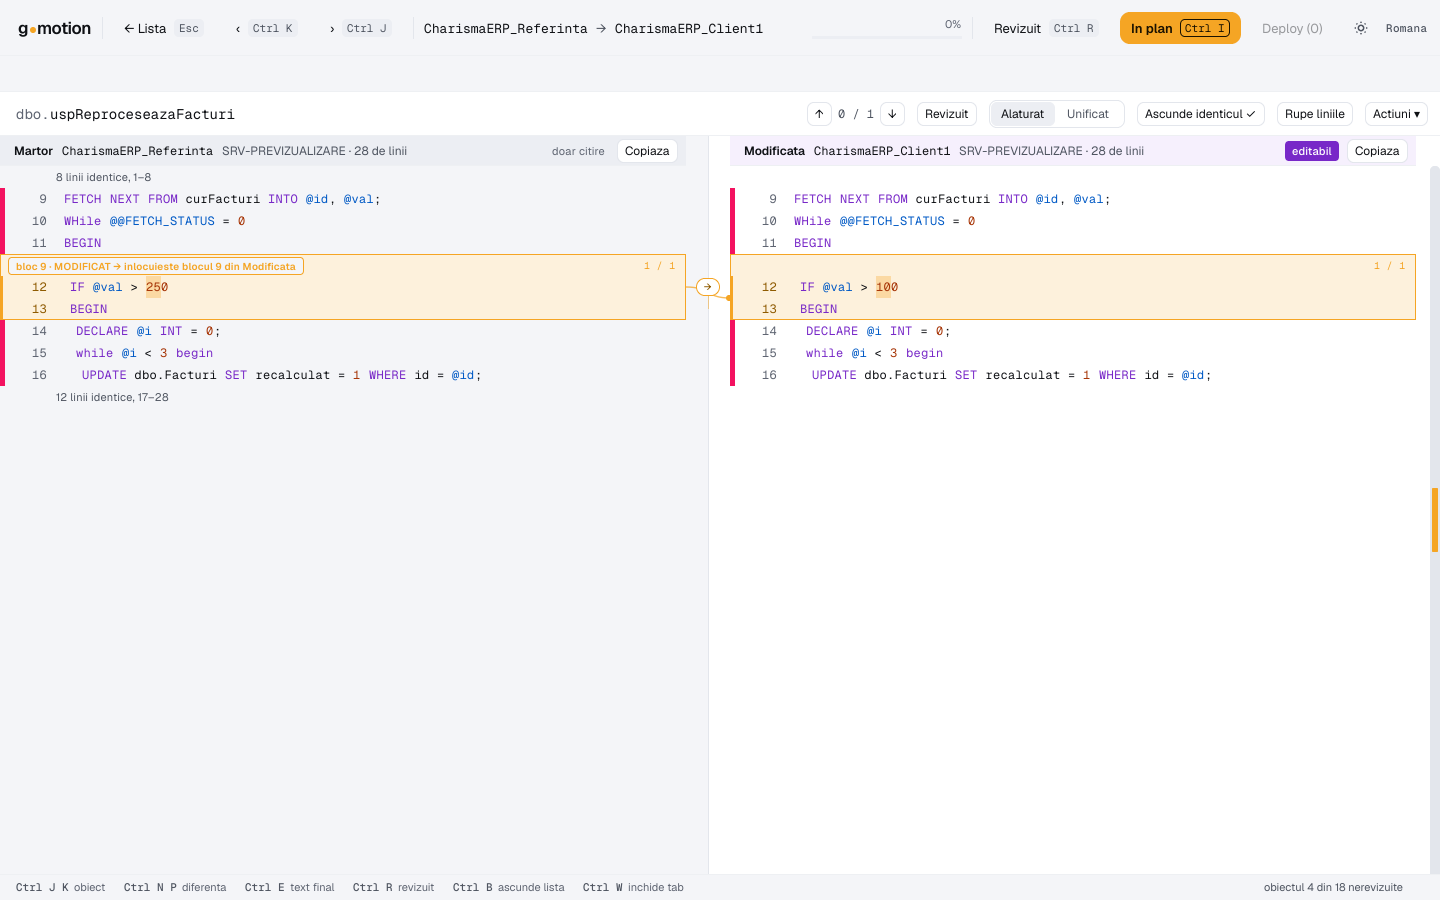 g•motion
← Lista Esc
‹ Ctrl K
› Ctrl J
CharismaERP_Referinta → CharismaERP_Client1
0%
Revizuit Ctrl R
In plan Ctrl I
Deploy (0)
Romana
dbo.uspReproceseazaFacturi
↑ 0 / 1 ↓
Revizuit
Alaturat Unificat
Ascunde identicul ✓
Rupe liniile
Actiuni ▾
Martor CharismaERP_Referinta SRV-PREVIZUALIZARE · 28 de linii doar citire Copiaza
8 linii identice, 1–8
9 FETCH NEXT FROM curFacturi INTO @id, @val;
10 WHile @@FETCH_STATUS = 0
11 BEGIN
bloc 9 · MODIFICAT → inlocuieste blocul 9 din Modificata 1 / 1
12 IF @val > 250
13 BEGIN
14 DECLARE @i INT = 0;
15 while @i < 3 begin
16 UPDATE dbo.Facturi SET recalculat = 1 WHERE id = @id;
12 linii identice, 17–28
→
Modificata CharismaERP_Client1 SRV-PREVIZUALIZARE · 28 de linii editabil Copiaza
9 FETCH NEXT FROM curFacturi INTO @id, @val;
10 WHile @@FETCH_STATUS = 0
11 BEGIN
1 / 1
12 IF @val > 100
13 BEGIN
14 DECLARE @i INT = 0;
15 while @i < 3 begin
16 UPDATE dbo.Facturi SET recalculat = 1 WHERE id = @id;
Ctrl J K obiect Ctrl N P diferenta Ctrl E text final Ctrl R revizuit Ctrl B ascunde lista Ctrl W inchide tab
obiectul 4 din 18 nerevizuite